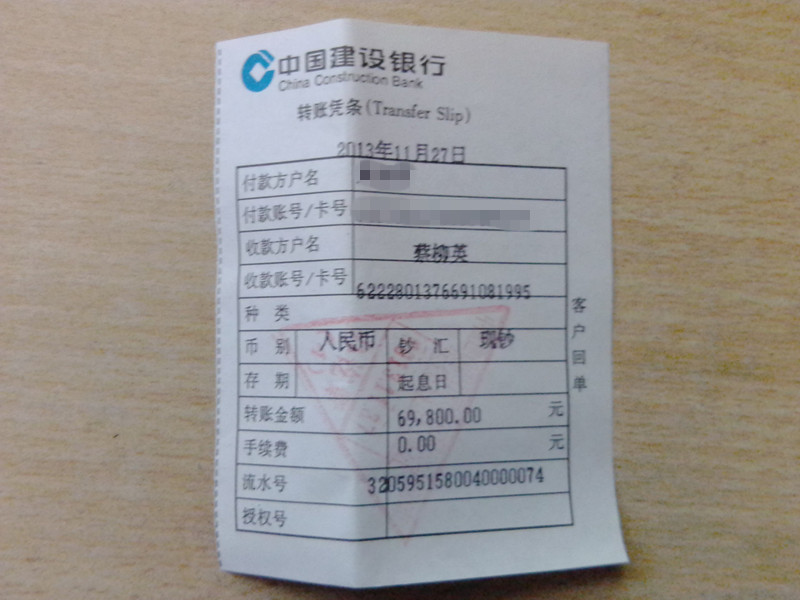 中国建设银行
China Construction Bank
转账凭条(Transfer Slip)
2013年11月27日
付款方户名
付款账号/卡号
收款方户名 蔡柳英
收款账号/卡号 6222801376691081995
种 类
币 别 人民币 钞 汇 现钞
存 期 起息日
转账金额 69,800.00 元
手续费 0.00 元
流水号 3205951580040000074
授权号
客户回单